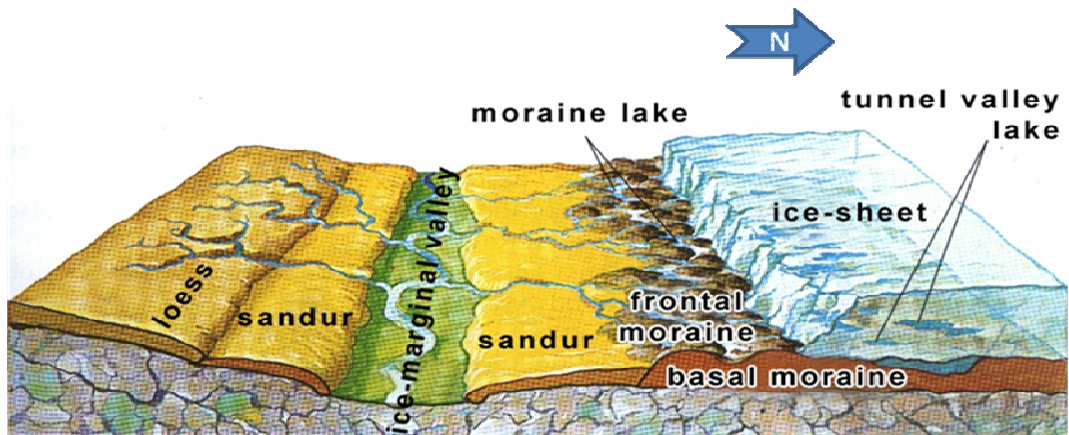 N
moraine lake
tunnel valley
lake
ice-sheet
ice-marginal valley
loess
sandur
sandur
frontal
moraine
basal moraine